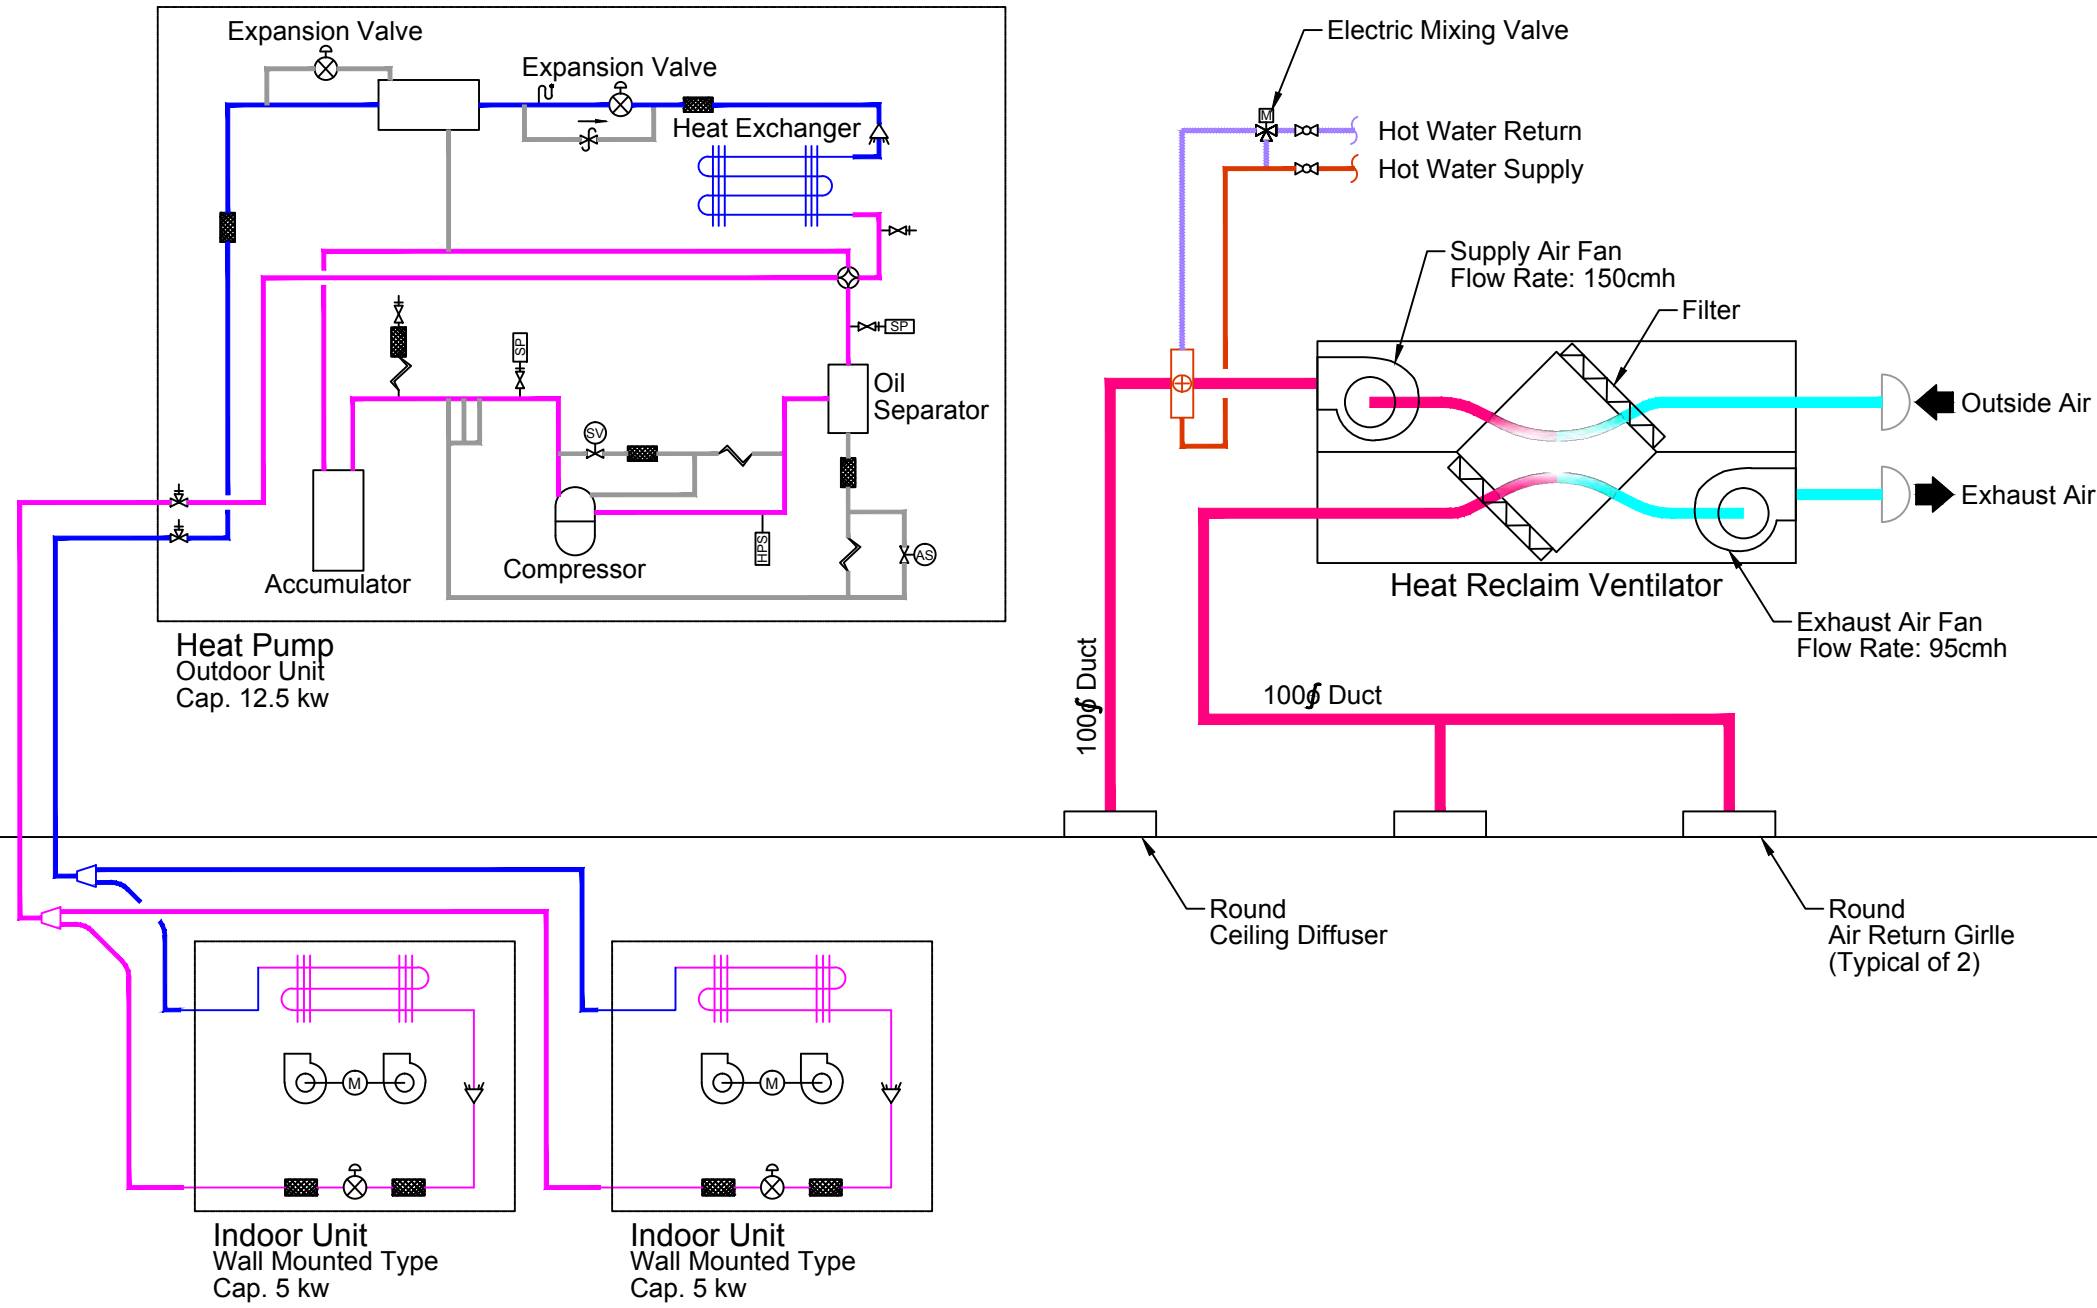 Expansion Valve
Expansion Valve
Heat Exchanger
SP
SP
Oil
Separator
SV
HPS
AS
Accumulator
Compressor
Heat Pump
Outdoor Unit
Cap. 12.5 kw
Electric Mixing Valve
M
Hot Water Return
Hot Water Supply
Supply Air Fan
Flow Rate: 150cmh
Filter
Outside Air
Exhaust Air
Heat Reclaim Ventilator
Exhaust Air Fan
Flow Rate: 95cmh
100ϕ Duct
100ϕ Duct
Round
Ceiling Diffuser
Round
Air Return Girlle
(Typical of 2)
M
M
Indoor Unit
Wall Mounted Type
Cap. 5 kw
Indoor Unit
Wall Mounted Type
Cap. 5 kw